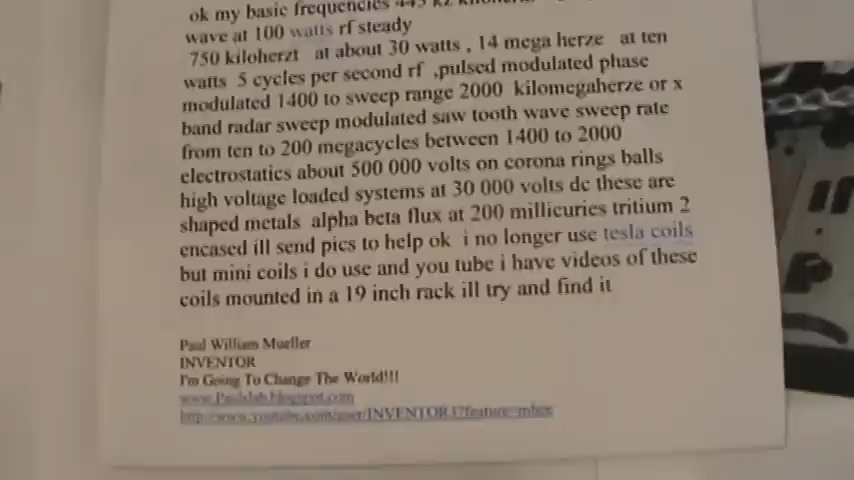 ok my basic frequencies 445 kz
wave at 100 watts rf steady
750 kiloherzt at about 30 watts , 14 mega herze at ten
watts 5 cycles per second rf ,pulsed modulated phase
modulated 1400 to sweep range 2000 kilomegaherze or x
band radar sweep modulated saw tooth wave sweep rate
from ten to 200 megacycles between 1400 to 2000
electrostatics about 500 000 volts on corona rings balls
high voltage loaded systems at 30 000 volts dc these are
shaped metals alpha beta flux at 200 millicuries tritium 2
encased ill send pics to help ok i no longer use tesla coils
but mini coils i do use and you tube i have videos of these
coils mounted in a 19 inch rack ill try and find it
Paul William Mueller
INVENTOR
I'm Going To Change The World!!!
www.Paulslab.blogspot.com